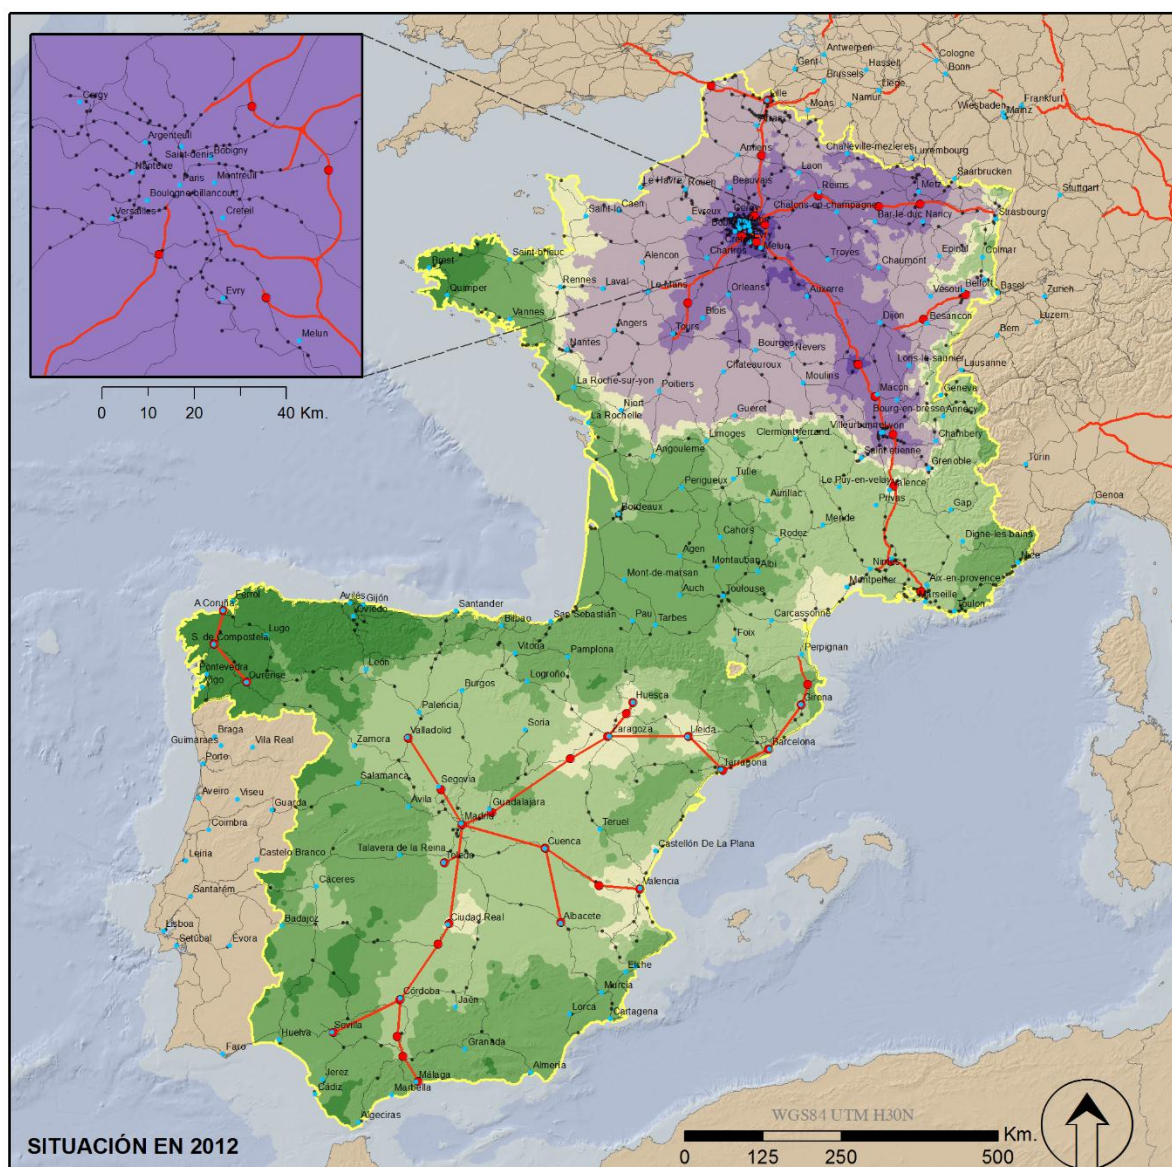 Cergy
Argenteuil
Saint-denis
Bobigny
Nanterre
Paris
Montreuil
Boulogne-billancourt
Versailles
Creteil
Evry
Melun
0 10 20 40 Km.
Antwerpen
Gent
Brussels
Hasselt
Cologne
Bonn
Liege
Lille
Mons
Namur
Wiesbaden
Frankfurt
Mainz
Amiens
Charleville-mezieres
Luxembourg
Laon
Saarbrucken
Le Havre
Rouen
Beauvais
Reims
Metz
Stuttgart
Saint-lo
Caen
Evreux
Chalons-en-champagne
Bar-le-duc
Nancy
Strasbourg
Melun
Chartres
Troyes
Chaumont
Epinal
Colmar
Brest
Saint-brieuc
Alencon
Quimper
Rennes
Laval
Le-Mans
Orleans
Auxerre
Vesoul
Belfort
Basel
Zurich
Vannes
Angers
Blois
Tours
Dijon
Besancon
Bern
Luzern
Nantes
Bourges
Nevers
Lons-le-saunier
Lausanne
Chateauroux
Moulins
La Roche-sur-yon
Poitiers
Macon
Geneva
Niort
Bourg-en-bresse
Annecy
La Rochelle
Gueret
Villeurbanne
Lyon
Limoges
Clermont-ferrand
Chambery
Angouleme
Saint-etienne
Grenoble
Turin
Perigueux
Tulle
Le Puy-en-velay
Valence
Aurillac
Privas
Gap
Genoa
Bordeaux
Mende
Cahors
Rodez
Digne-les bains
Agen
Nice
Montauban
Albi
Nimes
Mont-de-marsan
Montpellier
Aix-en-provence
Auch
Toulouse
Marseille
Toulon
Carcassonne
Pau
Tarbes
Foix
Perpignan
Ferrol
A Coruña
Avilés
Gijón
Oviedo
Santander
Bilbao
San Sebastián
Lugo
S. de Compostela
Vitoria
Pamplona
Pontevedra
Ourense
León
Logroño
Vigo
Burgos
Huesca
Girona
Palencia
Braga
Soria
Valladolid
Zaragoza
Lleida
Guimaraes
Vila Real
Zamora
Barcelona
Porto
Tarragona
Salamanca
Segovia
Aveiro
Viseu
Guarda
Ávila
Guadalajara
Madrid
Teruel
Coimbra
Cuenca
Talavera de la Reina
Toledo
Castellón De La Plana
Leiria
Castelo Branco
Cáceres
Valencia
Santarém
Badajoz
Ciudad Real
Albacete
Lisboa
Setúbal
Évora
Elche
Murcia
Córdoba
Jaén
Lorca
Cartagena
Huelva
Sevilla
Faro
Granada
Jerez
Málaga
Almería
Cádiz
Marbella
Algeciras
WGS84 UTM H30N
SITUACIÓN EN 2012
Km.
0 125 250 500